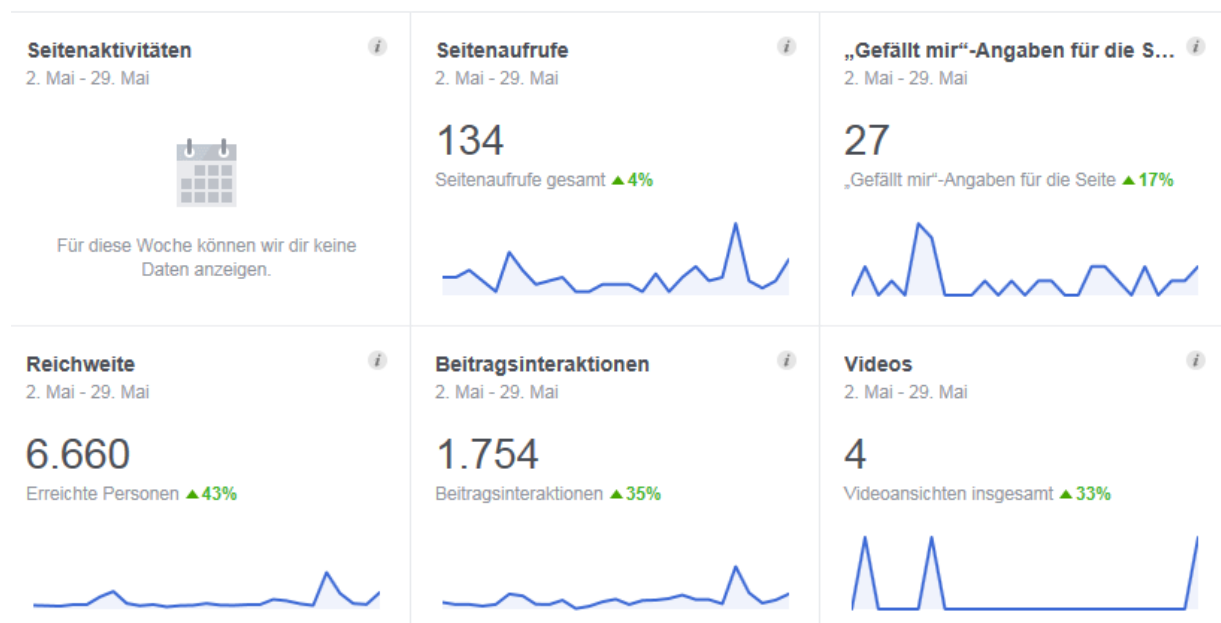 Seitenaktivitäten
2. Mai - 29. Mai
Für diese Woche können wir dir keine
Daten anzeigen.
Seitenaufrufe
2. Mai - 29. Mai
134
Seitenaufrufe gesamt ▲4%
„Gefällt mir“-Angaben für die S...
2. Mai - 29. Mai
27
„Gefällt mir“-Angaben für die Seite ▲17%
Reichweite
2. Mai - 29. Mai
6.660
Erreichte Personen ▲43%
Beitragsinteraktionen
2. Mai - 29. Mai
1.754
Beitragsinteraktionen ▲35%
Videos
2. Mai - 29. Mai
4
Videoansichten insgesamt ▲33%